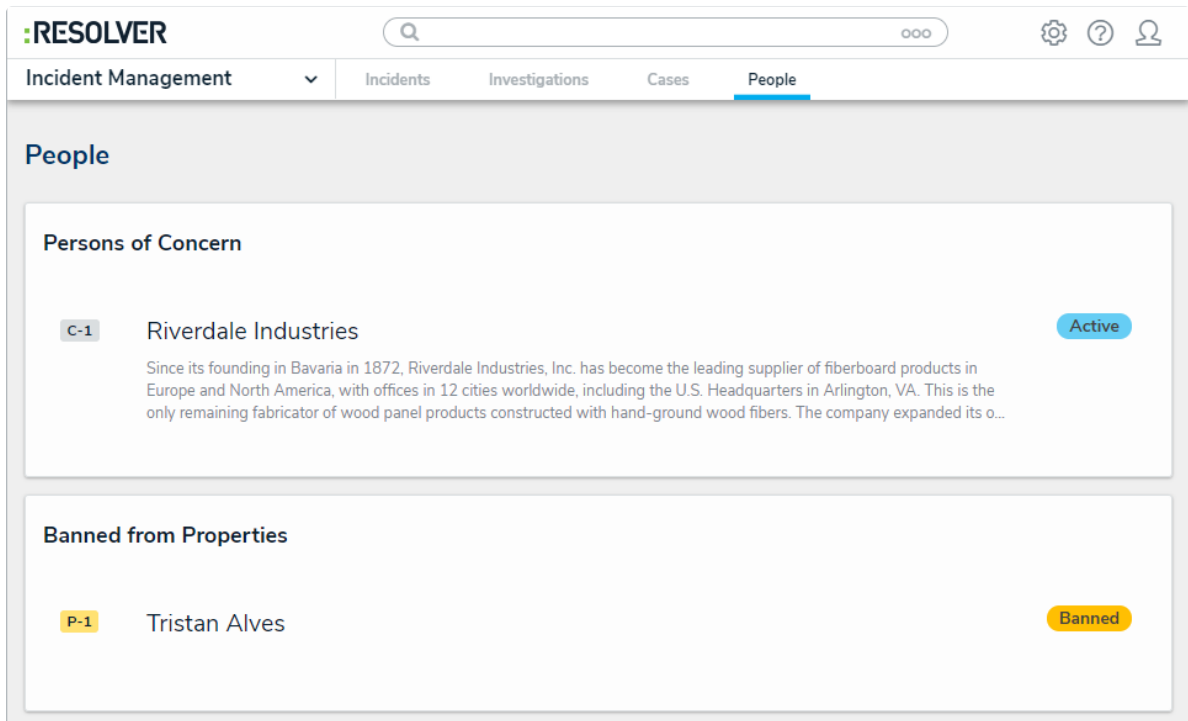 :RESOLVER
ooo
Incident Management
Incidents
Investigations
Cases
People
People
Persons of Concern
C-1
Riverdale Industries
Active
Since its founding in Bavaria in 1872, Riverdale Industries, Inc. has become the leading supplier of fiberboard products in
Europe and North America, with offices in 12 cities worldwide, including the U.S. Headquarters in Arlington, VA. This is the
only remaining fabricator of wood panel products constructed with hand-ground wood fibers. The company expanded its o...
Banned from Properties
P-1
Tristan Alves
Banned